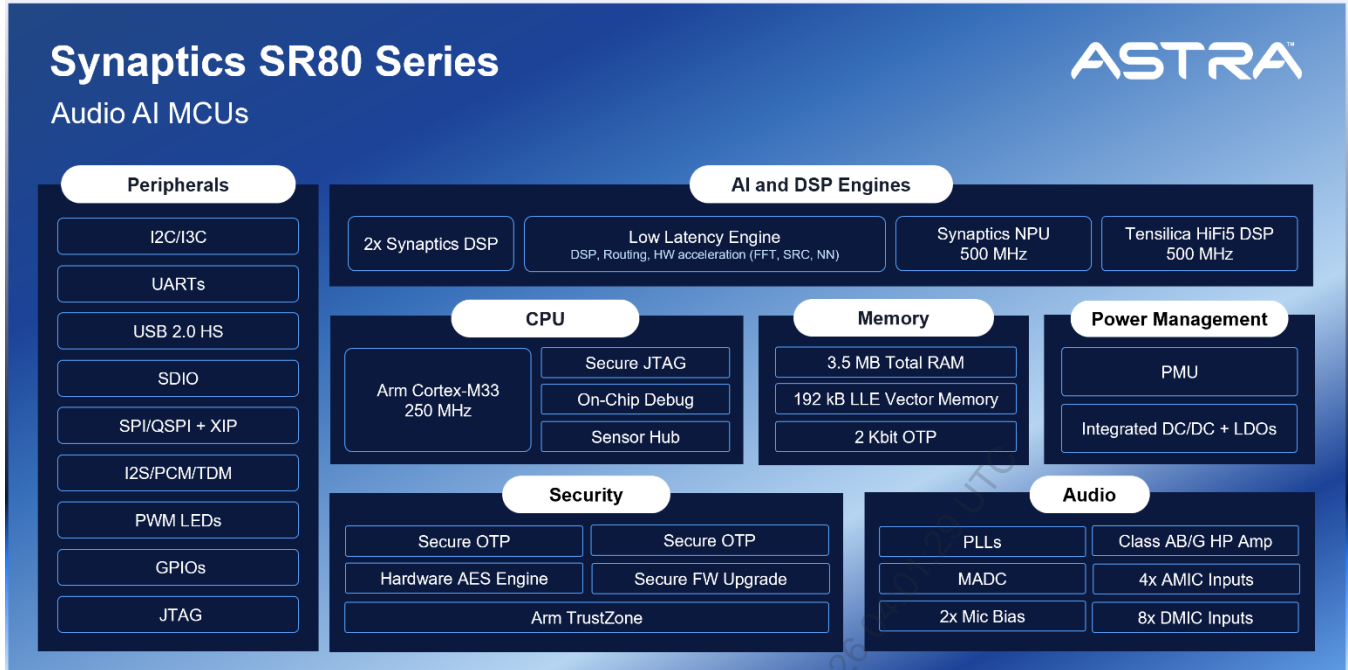 Synaptics SR80 Series
ASTRA™
Audio AI MCUs
Peripherals
I2C/I3C
UARTs
USB 2.0 HS
SDIO
SPI/QSPI + XIP
I2S/PCM/TDM
PWM LEDs
GPIOs
JTAG
AI and DSP Engines
2x Synaptics DSP
Low Latency Engine
DSP, Routing, HW acceleration (FFT, SRC, NN)
Synaptics NPU
500 MHz
Tensilica HiFi5 DSP
500 MHz
CPU
Arm Cortex-M33
250 MHz
Secure JTAG
On-Chip Debug
Sensor Hub
Memory
3.5 MB Total RAM
192 kB LLE Vector Memory
2 Kbit OTP
Power Management
PMU
Integrated DC/DC + LDOs
Security
Secure OTP
Secure OTP
Hardware AES Engine
Secure FW Upgrade
Arm TrustZone
Audio
PLLs
Class AB/G HP Amp
MADC
4x AMIC Inputs
2x Mic Bias
8x DMIC Inputs